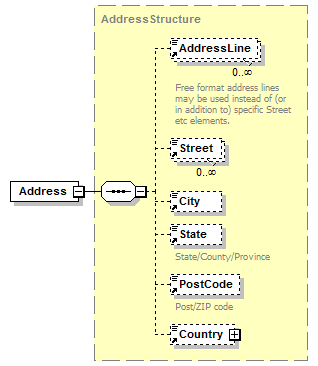 AddressStructure
AddressLine
0..∞
Free format address lines
may be used instead of (or
in addition to) specific Street
etc elements.
Street
0..∞
Address
City
State
State/County/Province
PostCode
Post/ZIP code
Country